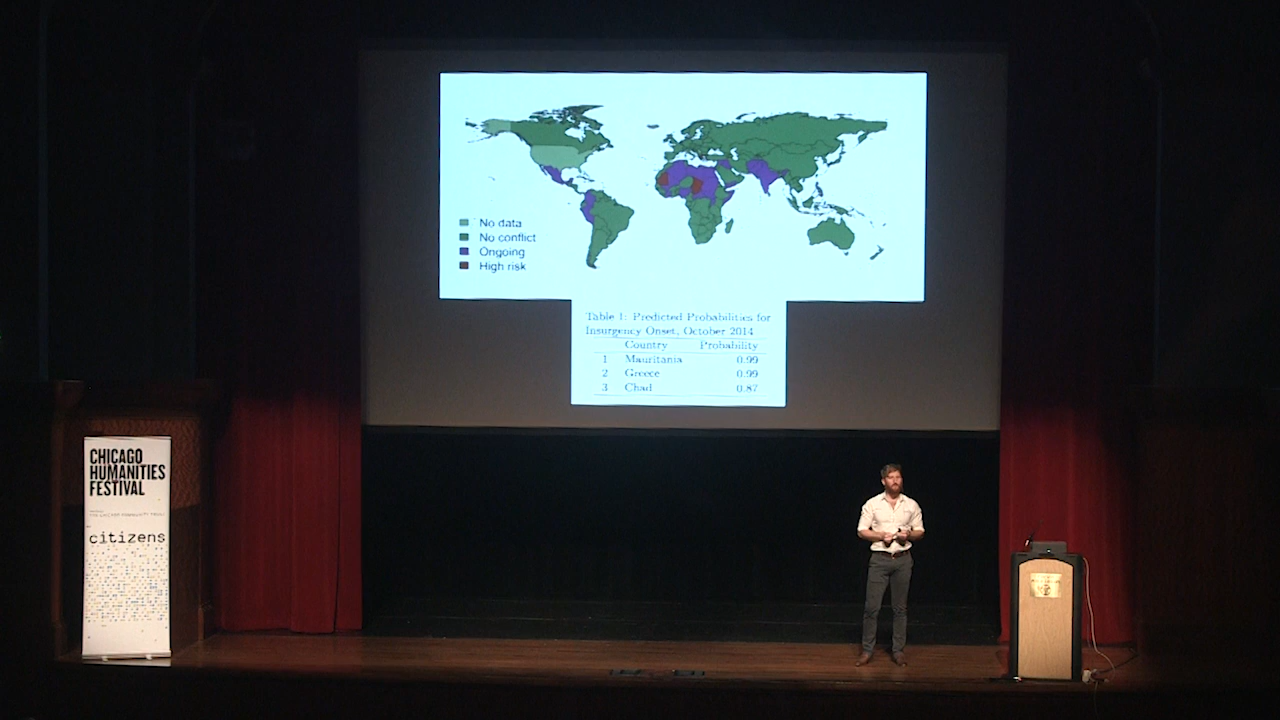 No data
No conflict
Ongoing
High risk
Table 1: Predicted Probabilities for
Insurgency Onset, October 2014
Country Probability
1 Mauritania 0.99
2 Greece 0.99
3 Chad 0.87
CHICAGO
HUMANITIES
FESTIVAL
citizens